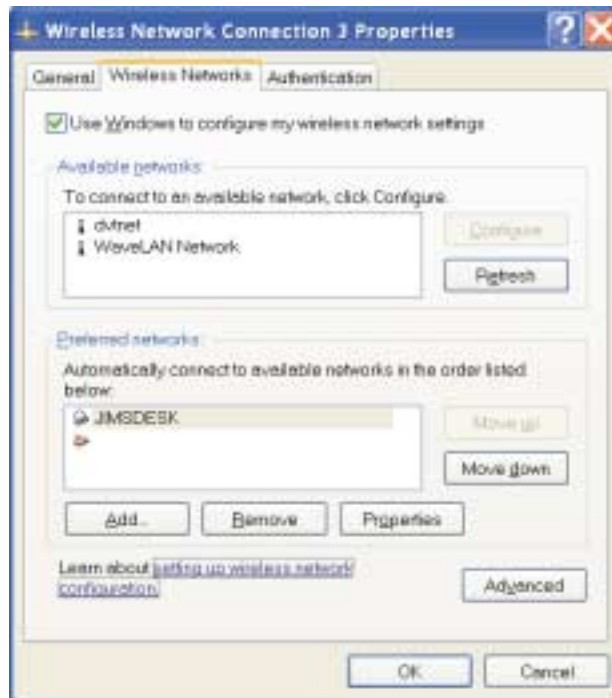 Wireless Network Connection 3 Properties
General Wireless Networks Authentication
Use Windows to configure my wireless network settings
Available networks:
To connect to an available network, click Configure.
dvtnet
WaveLAN Network
Configure
Refresh
Preferred networks:
Automatically connect to available networks in the order listed
below:
JIMSDESK
Move up
Move down
Add... Remove Properties
Learn about setting up wireless network
configuration.
Advanced
OK Cancel